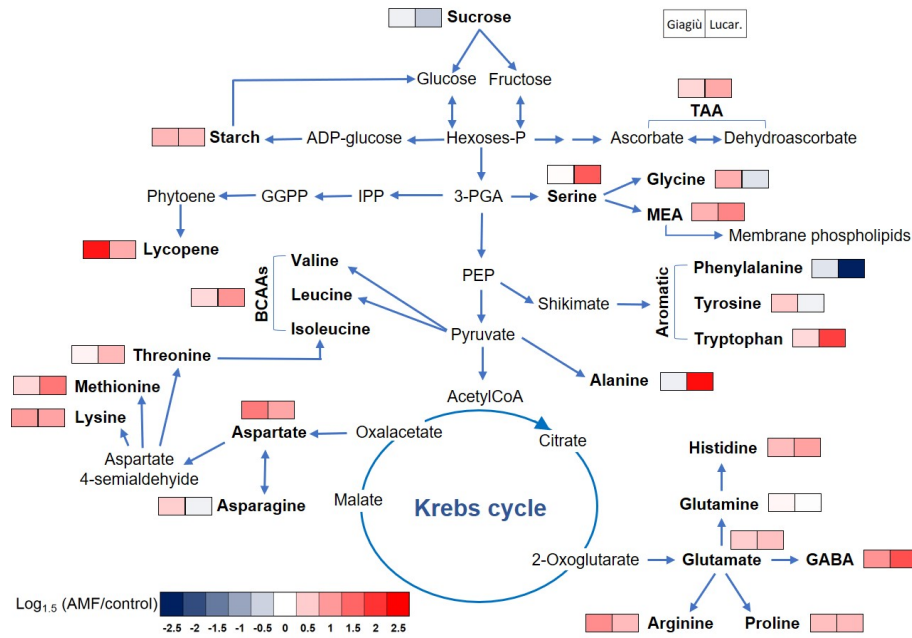 Sucrose
Giagiù Lucar.
Glucose Fructose
TAA
Starch ADP-glucose Hexoses-P Ascorbate Dehydroascorbate
Phytoene GGPP IPP 3-PGA Serine Glycine
MEA
Membrane phospholipids
Lycopene
BCAAs
Valine
Leucine
Isoleucine
PEP
Shikimate
Aromatic
Phenylalanine
Tyrosine
Tryptophan
Pyruvate
Alanine
Threonine
Methionine
Lysine
AcetylCoA
Aspartate Oxalacetate Citrate
Aspartate
4-semialdehyide
Asparagine
Malate
Krebs cycle
Histidine
Glutamine
2-Oxoglutarate Glutamate GABA
Arginine Proline
Log1.5 (AMF/control)
-2.5 -2 -1.5 -1 -0.5 0 0.5 1 1.5 2 2.5